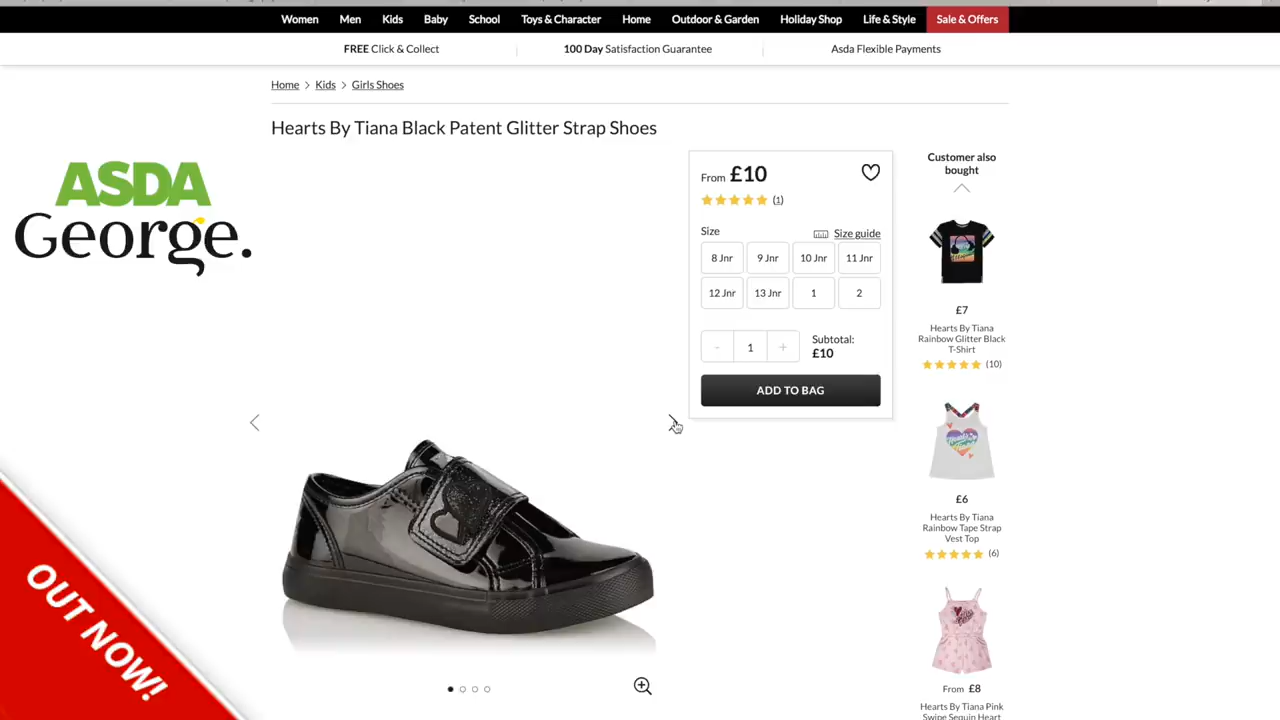 Women Men Kids Baby School Toys & Character Home Outdoor & Garden Holiday Shop Life & Style Sale & Offers
FREE Click & Collect 100 Day Satisfaction Guarantee Asda Flexible Payments
Home > Kids > Girls Shoes
Hearts By Tiana Black Patent Glitter Strap Shoes
ASDA
George.
From £10
(1)
Size Size guide
8 Jnr 9 Jnr 10 Jnr 11 Jnr
12 Jnr 13 Jnr 1 2
- 1 + Subtotal:
£10
ADD TO BAG
Customer also
bought
£7
Hearts By Tiana
Rainbow Glitter Black
T-Shirt
(10)
£6
Hearts By Tiana
Rainbow Tape Strap
Vest Top
(6)
From £8
Hearts By Tiana Pink
Swipe Sequin Heart
OUT NOW!